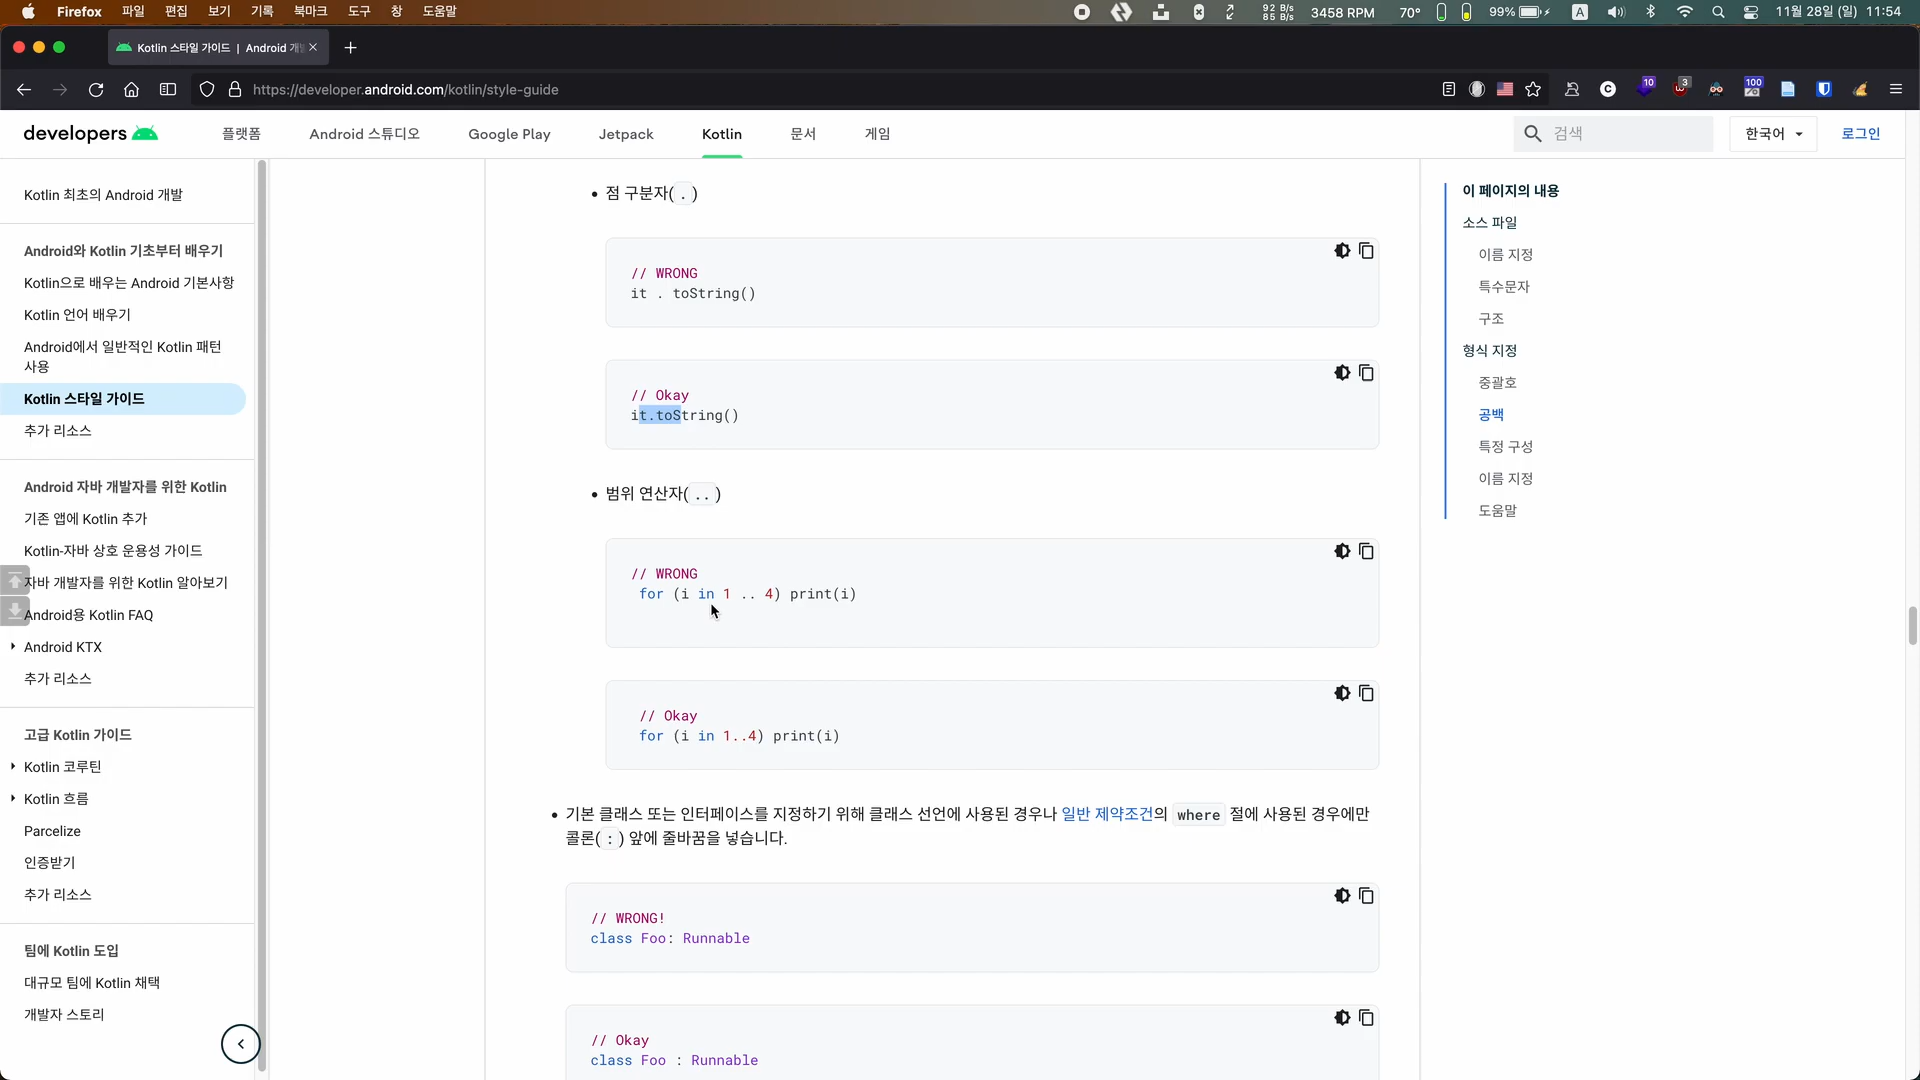 Firefox 파일 편집 보기 기록 북마크 도구 창 도움말
92 B/s
85 B/s
3458 RPM 70° 99% A 11월 28일 (일) 11:54
Kotlin 스타일 가이드 | Android 개
https://developer.android.com/kotlin/style-guide
10 3 100
developers 플랫폼 Android 스튜디오 Google Play Jetpack Kotlin 문서 게임 검색 한국어 로그인
Kotlin 최초의 Android 개발
Android와 Kotlin 기초부터 배우기
Kotlin으로 배우는 Android 기본사항
Kotlin 언어 배우기
Android에서 일반적인 Kotlin 패턴
사용
Kotlin 스타일 가이드
추가 리소스
Android 자바 개발자를 위한 Kotlin
기존 앱에 Kotlin 추가
Kotlin-자바 상호 운용성 가이드
자바 개발자를 위한 Kotlin 알아보기
Android용 Kotlin FAQ
Android KTX
추가 리소스
고급 Kotlin 가이드
Kotlin 코루틴
Kotlin 흐름
Parcelize
인증받기
추가 리소스
팀에 Kotlin 도입
대규모 팀에 Kotlin 채택
개발자 스토리
• 점 구분자( . )
// WRONG
it . toString()
// Okay
it.toString()
• 범위 연산자( .. )
// WRONG
for (i in 1 .. 4) print(i)
// Okay
for (i in 1..4) print(i)
• 기본 클래스 또는 인터페이스를 지정하기 위해 클래스 선언에 사용된 경우나 일반 제약조건의 where 절에 사용된 경우에만
콜론( : ) 앞에 줄바꿈을 넣습니다.
// WRONG!
class Foo: Runnable
// Okay
class Foo : Runnable
이 페이지의 내용
소스 파일
이름 지정
특수문자
구조
형식 지정
중괄호
공백
특정 구성
이름 지정
도움말